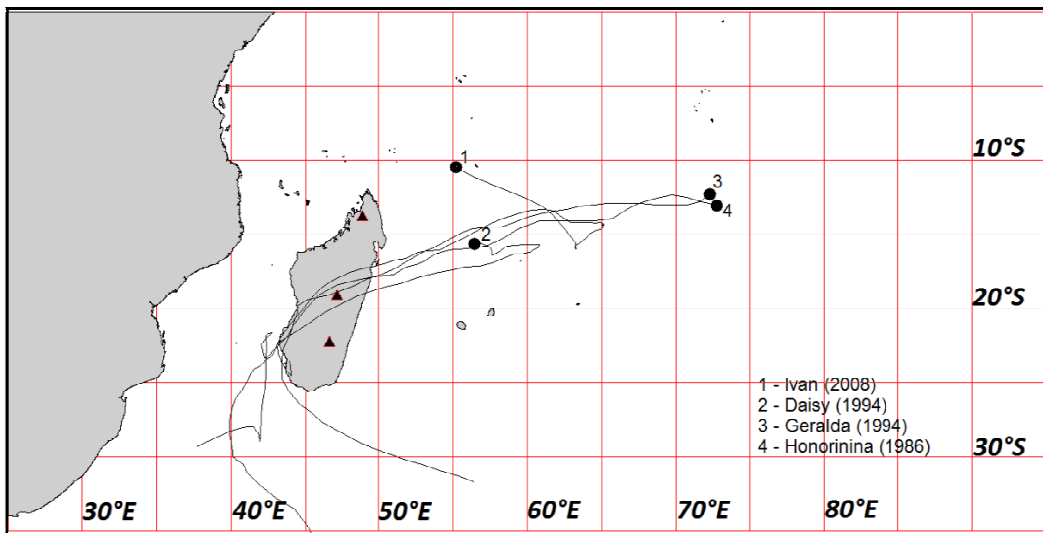 1
10°S
3
4
2
20°S
1 - Ivan (2008)
2 - Daisy (1994)
3 - Geralda (1994)
4 - Honorinina (1986)
30°S
30°E 40°E 50°E 60°E 70°E 80°E